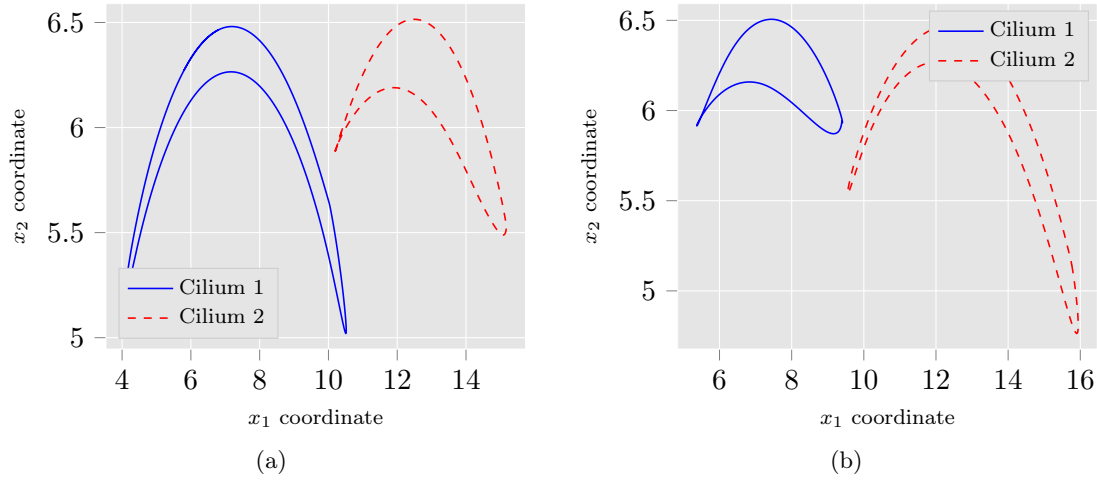 6.5
6
5.5
5
x₂ coordinate
Cilium 1
Cilium 2
4 6 8 10 12 14
x₁ coordinate
(a)
6.5
6
5.5
5
x₂ coordinate
Cilium 1
Cilium 2
6 8 10 12 14 16
x₁ coordinate
(b)